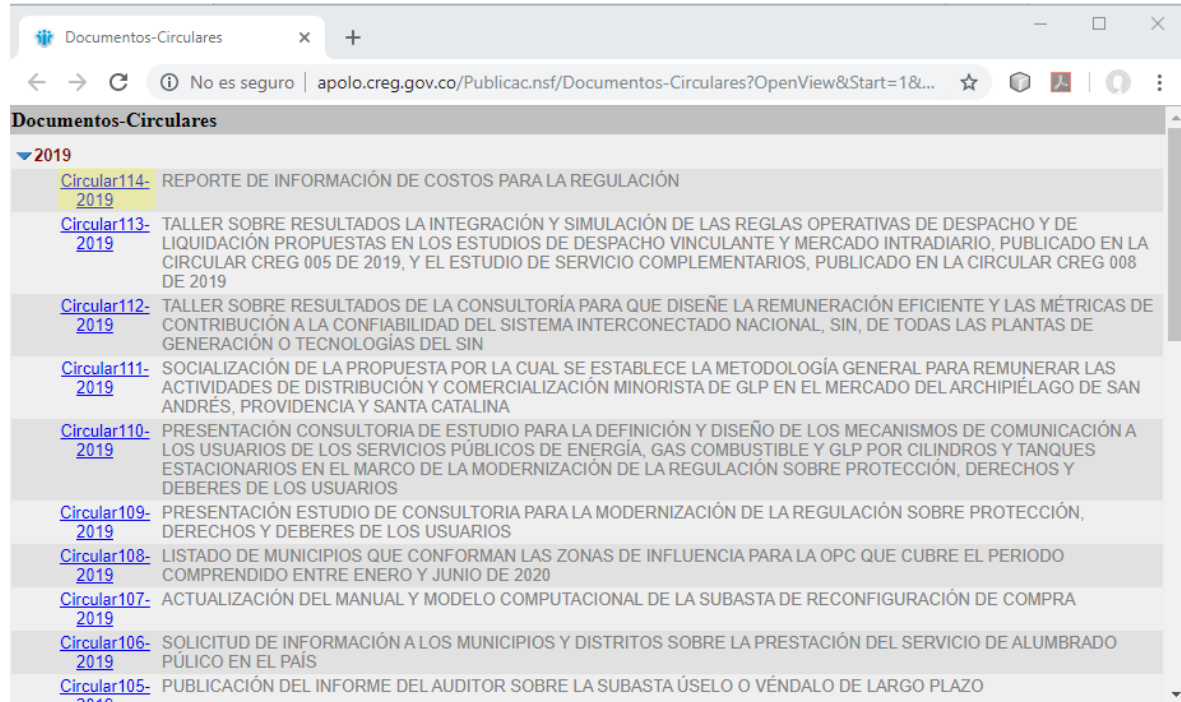 Documentos-Circulares
No es seguro | apolo.creg.gov.co/Publicac.nsf/Documentos-Circulares?OpenView&Start=1&...
Documentos-Circulares
2019
Circular114-2019 REPORTE DE INFORMACIÓN DE COSTOS PARA LA REGULACIÓN
Circular113-2019 TALLER SOBRE RESULTADOS LA INTEGRACIÓN Y SIMULACIÓN DE LAS REGLAS OPERATIVAS DE DESPACHO Y DE
LIQUIDACIÓN PROPUESTAS EN LOS ESTUDIOS DE DESPACHO VINCULANTE Y MERCADO INTRADIARIO, PUBLICADO EN LA
CIRCULAR CREG 005 DE 2019, Y EL ESTUDIO DE SERVICIO COMPLEMENTARIOS, PUBLICADO EN LA CIRCULAR CREG 008
DE 2019
Circular112-2019 TALLER SOBRE RESULTADOS DE LA CONSULTORÍA PARA QUE DISEÑE LA REMUNERACIÓN EFICIENTE Y LAS MÉTRICAS DE
CONTRIBUCIÓN A LA CONFIABILIDAD DEL SISTEMA INTERCONECTADO NACIONAL, SIN, DE TODAS LAS PLANTAS DE
GENERACIÓN O TECNOLOGÍAS DEL SIN
Circular111-2019 SOCIALIZACIÓN DE LA PROPUESTA POR LA CUAL SE ESTABLECE LA METODOLOGÍA GENERAL PARA REMUNERAR LAS
ACTIVIDADES DE DISTRIBUCIÓN Y COMERCIALIZACIÓN MINORISTA DE GLP EN EL MERCADO DEL ARCHIPIÉLAGO DE SAN
ANDRÉS, PROVIDENCIA Y SANTA CATALINA
Circular110-2019 PRESENTACIÓN CONSULTORIA DE ESTUDIO PARA LA DEFINICIÓN Y DISEÑO DE LOS MECANISMOS DE COMUNICACIÓN A
LOS USUARIOS DE LOS SERVICIOS PÚBLICOS DE ENERGÍA, GAS COMBUSTIBLE Y GLP POR CILINDROS Y TANQUES
ESTACIONARIOS EN EL MARCO DE LA MODERNIZACIÓN DE LA REGULACIÓN SOBRE PROTECCIÓN, DERECHOS Y
DEBERES DE LOS USUARIOS
Circular109-2019 PRESENTACIÓN ESTUDIO DE CONSULTORIA PARA LA MODERNIZACIÓN DE LA REGULACIÓN SOBRE PROTECCIÓN,
DERECHOS Y DEBERES DE LOS USUARIOS
Circular108-2019 LISTADO DE MUNICIPIOS QUE CONFORMAN LAS ZONAS DE INFLUENCIA PARA LA OPC QUE CUBRE EL PERIODO
COMPRENDIDO ENTRE ENERO Y JUNIO DE 2020
Circular107-2019 ACTUALIZACIÓN DEL MANUAL Y MODELO COMPUTACIONAL DE LA SUBASTA DE RECONFIGURACIÓN DE COMPRA
Circular106-2019 SOLICITUD DE INFORMACIÓN A LOS MUNICIPIOS Y DISTRITOS SOBRE LA PRESTACIÓN DEL SERVICIO DE ALUMBRADO
PÚLICO EN EL PAÍS
Circular105-2019 PUBLICACIÓN DEL INFORME DEL AUDITOR SOBRE LA SUBASTA ÚSELO O VÉNDALO DE LARGO PLAZO